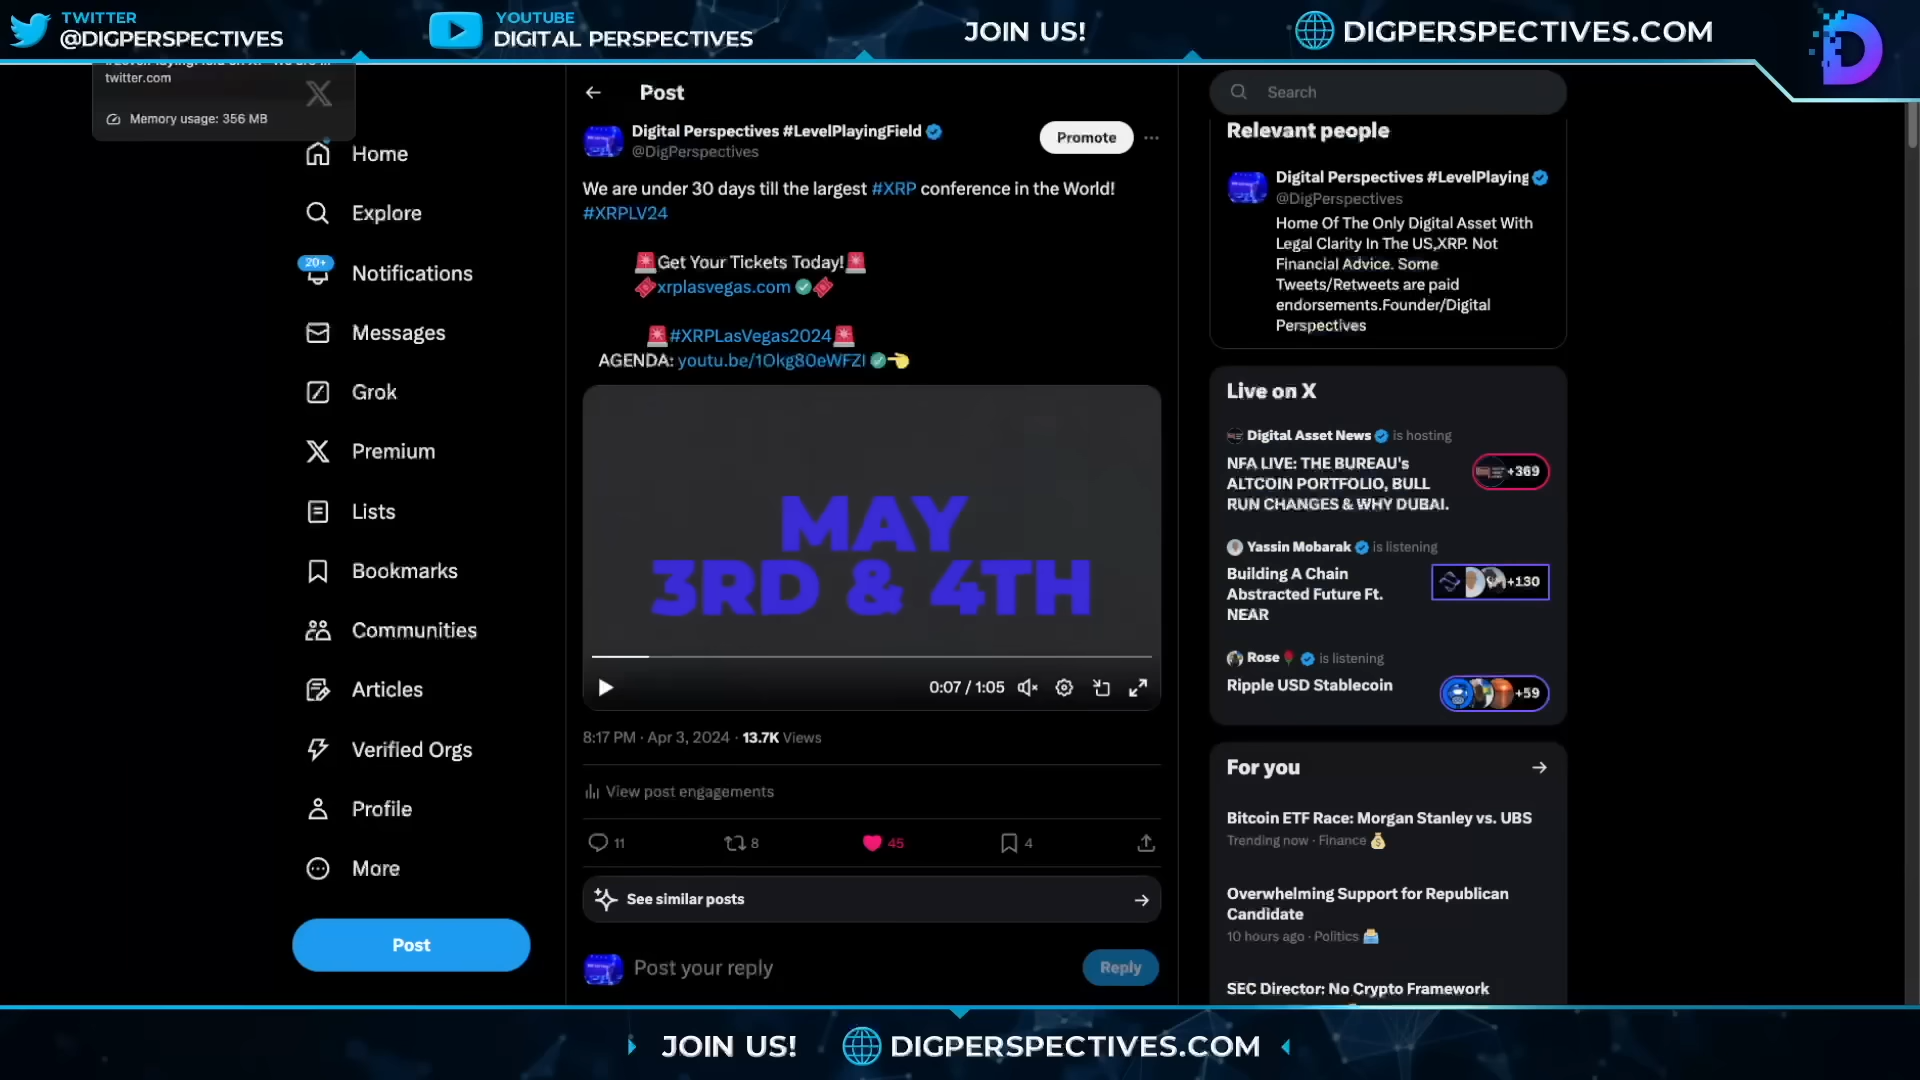 TWITTER
@DIGPERSPECTIVES
YOUTUBE
DIGITAL PERSPECTIVES
JOIN US!
DIGPERSPECTIVES.COM
twitter.com
Memory usage: 356 MB
Home
Explore
20+
Notifications
Messages
Grok
Premium
Lists
Bookmarks
Communities
Articles
Verified Orgs
Profile
More
Post
Post
Digital Perspectives #LevelPlayingField
@DigPerspectives
Promote
We are under 30 days till the largest #XRP conference in the World!
#XRPLV24
🚨Get Your Tickets Today!🚨
xrplasvegas.com
🚨#XRPLasVegas2024🚨
AGENDA: youtu.be/1Okg80eWFZI
MAY
3RD & 4TH
0:07 / 1:05
8:17 PM · Apr 3, 2024 · 13.7K Views
View post engagements
11
8
45
4
See similar posts
Post your reply
Reply
Search
Relevant people
Digital Perspectives #LevelPlaying
@DigPerspectives
Home Of The Only Digital Asset With
Legal Clarity In The US,XRP. Not
Financial Advice. Some
Tweets/Retweets are paid
endorsements.Founder/Digital
Perspectives
Live on X
Digital Asset News is hosting
NFA LIVE: THE BUREAU's
ALTCOIN PORTFOLIO, BULL
RUN CHANGES & WHY DUBAI.
+369
Yassin Mobarak is listening
Building A Chain
Abstracted Future Ft.
NEAR
+130
Rose is listening
Ripple USD Stablecoin
+59
For you
Bitcoin ETF Race: Morgan Stanley vs. UBS
Trending now · Finance
Overwhelming Support for Republican
Candidate
10 hours ago · Politics
SEC Director: No Crypto Framework
JOIN US!
DIGPERSPECTIVES.COM